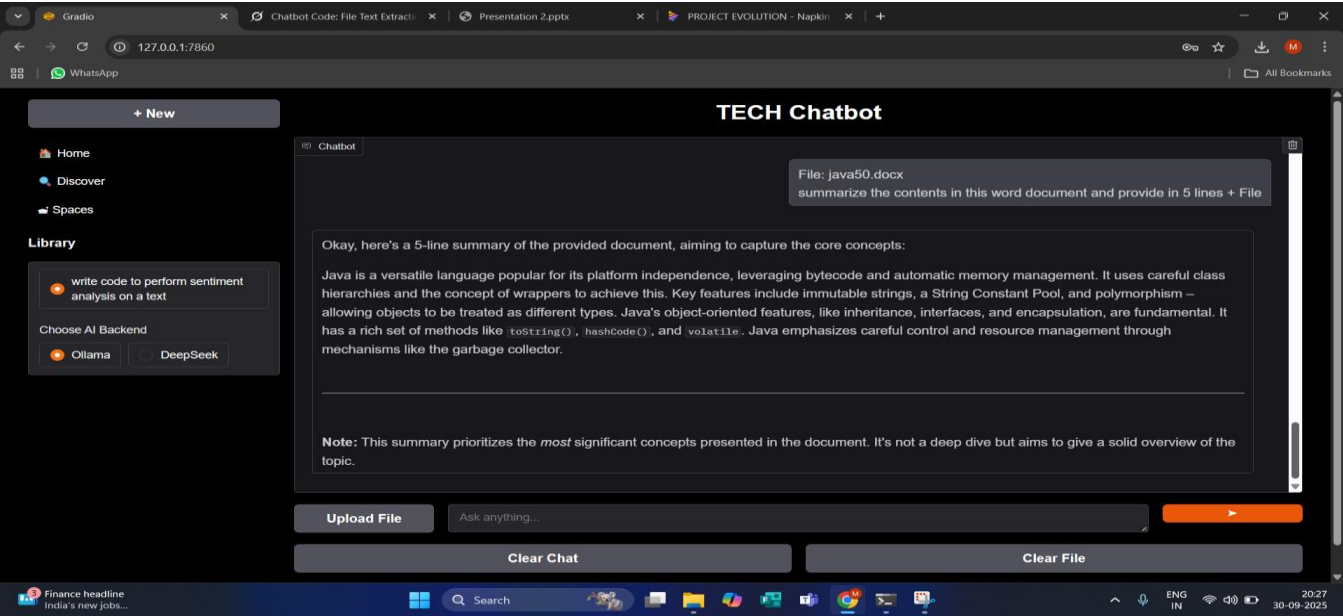 Gradio
Chatbot Code: File Text Extractic
Presentation 2.pptx
PROJECT EVOLUTION - Napkin
127.0.0.1:7860
M
WhatsApp
All Bookmarks
+ New
TECH Chatbot
Home
Discover
Spaces
Library
write code to perform sentiment
analysis on a text
Choose AI Backend
Ollama
DeepSeek
Chatbot
File: java50.docx
summarize the contents in this word document and provide in 5 lines + File
Okay, here's a 5-line summary of the provided document, aiming to capture the core concepts:
Java is a versatile language popular for its platform independence, leveraging bytecode and automatic memory management. It uses careful class
hierarchies and the concept of wrappers to achieve this. Key features include immutable strings, a String Constant Pool, and polymorphism –
allowing objects to be treated as different types. Java's object-oriented features, like inheritance, interfaces, and encapsulation, are fundamental. It
has a rich set of methods like toString(), hashCode(), and volatile. Java emphasizes careful control and resource management through
mechanisms like the garbage collector.
Note: This summary prioritizes the most significant concepts presented in the document. It's not a deep dive but aims to give a solid overview of the
topic.
Upload File
Ask anything...
Clear Chat
Clear File
3
Finance headline
India's new jobs...
Search
ENG
IN
20:27
30-09-2025